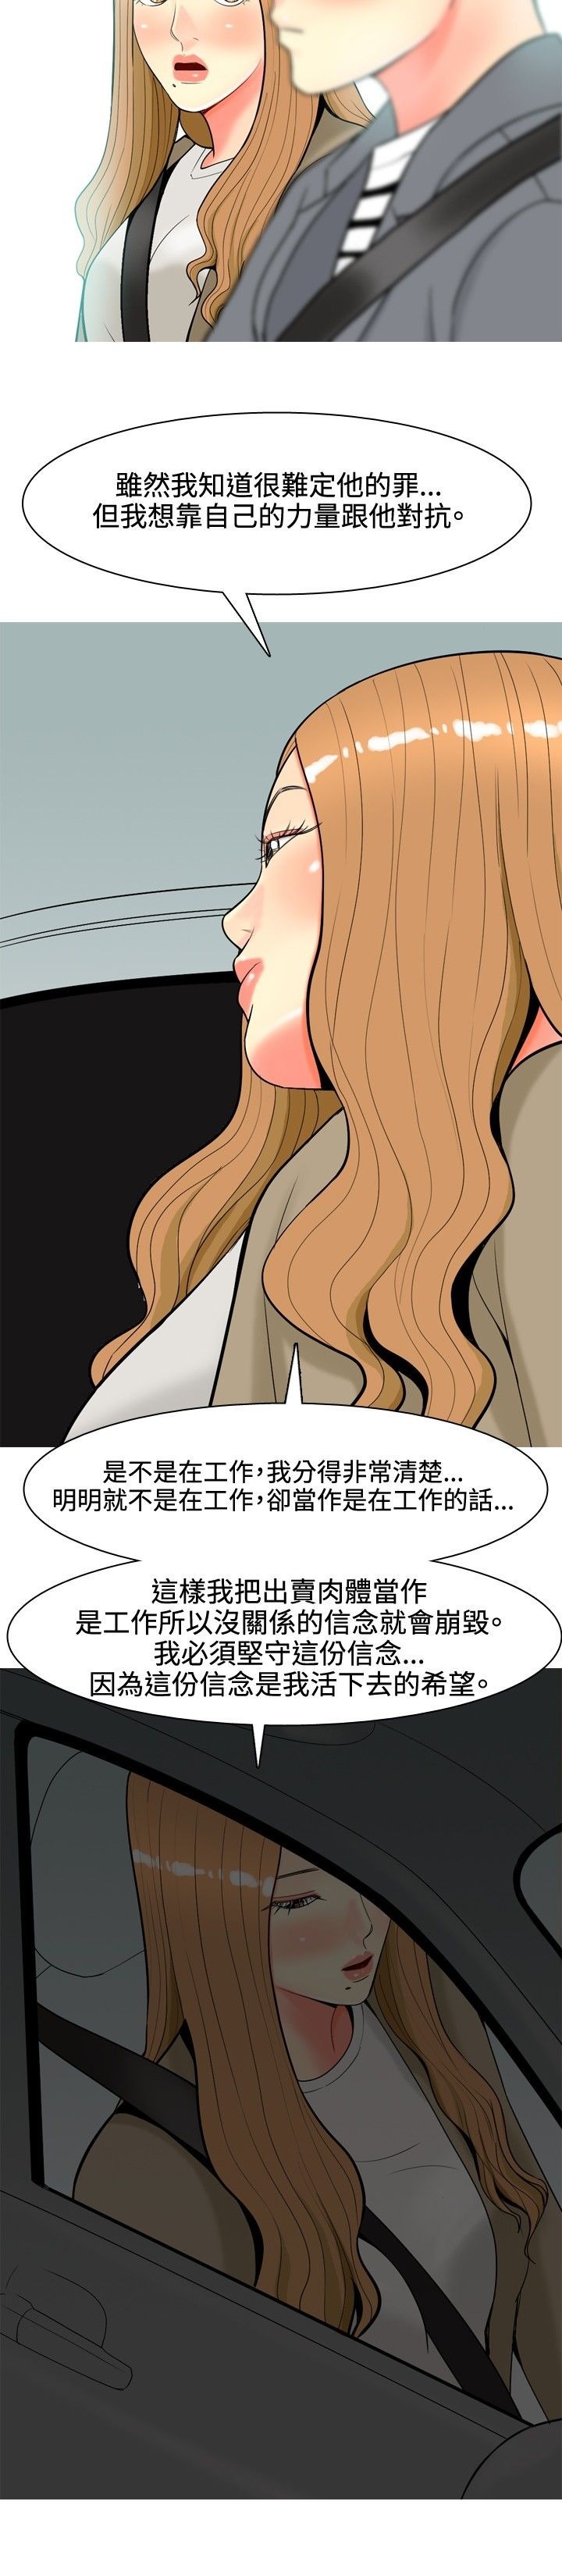 雖然我知道很難定他的罪...
但我想靠自己的力量跟他對抗。
是不是在工作，我分得非常清楚...
明明就不是在工作，卻當作是在工作的話...
這樣我把出賣肉體當作
是工作所以沒關係的信念就會崩毀。
我必須堅守這份信念...
因為這份信念是我活下去的希望。